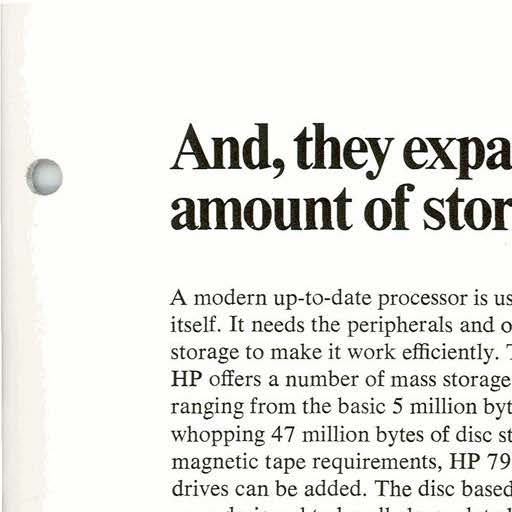 And, they expa
amount of stor
A modern up-to-date processor is us
itself. It needs the peripherals and o
storage to make it work efficiently.
HP offers a number of mass storage
ranging from the basic 5 million byt
whopping 47 million bytes of disc st
magnetic tape requirements, HP 79
drives can be added. The disc based